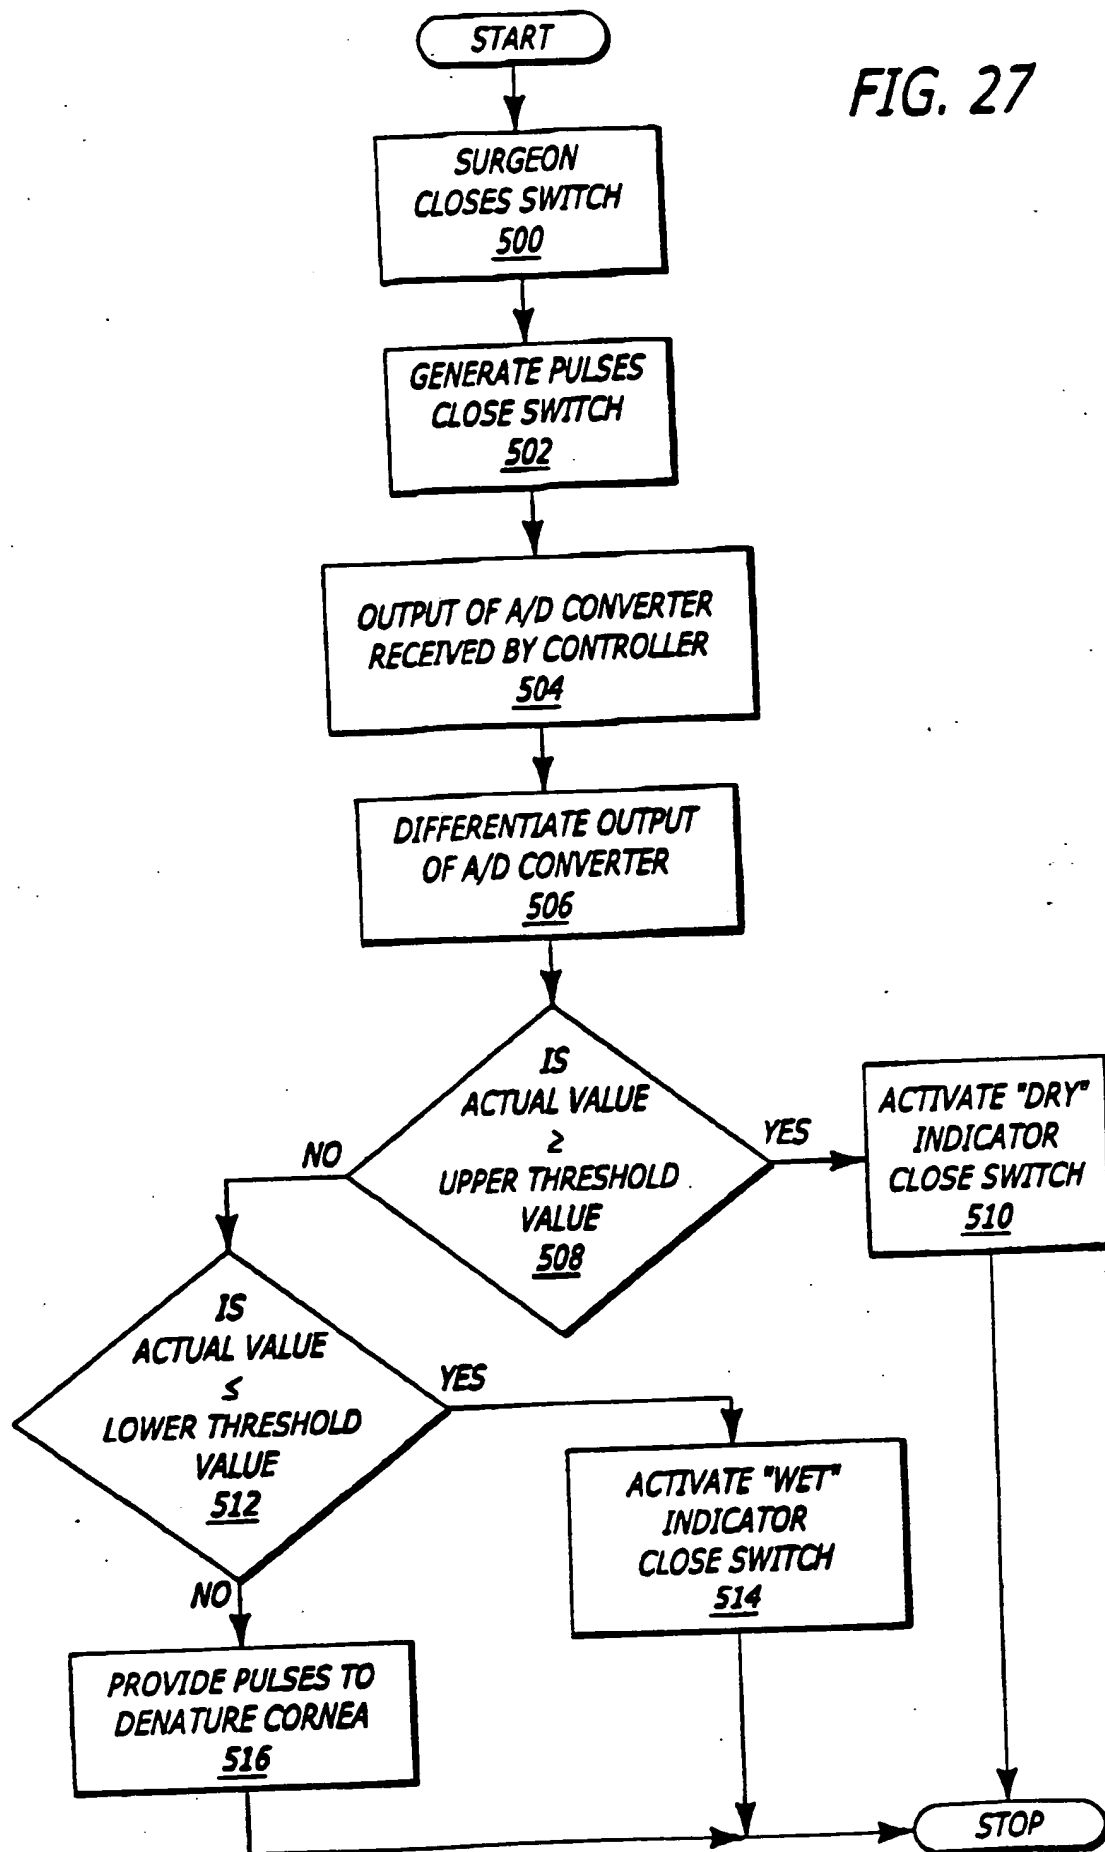 START
FIG. 27
SURGEON
CLOSES SWITCH
500
GENERATE PULSES
CLOSE SWITCH
502
OUTPUT OF A/D CONVERTER
RECEIVED BY CONTROLLER
504
DIFFERENTIATE OUTPUT
OF A/D CONVERTER
506
IS
ACTUAL VALUE
≥
UPPER THRESHOLD
VALUE
508
NO
YES
ACTIVATE "DRY"
INDICATOR
CLOSE SWITCH
510
IS
ACTUAL VALUE
≤
LOWER THRESHOLD
VALUE
512
YES
NO
ACTIVATE "WET"
INDICATOR
CLOSE SWITCH
514
PROVIDE PULSES TO
DENATURE CORNEA
516
STOP